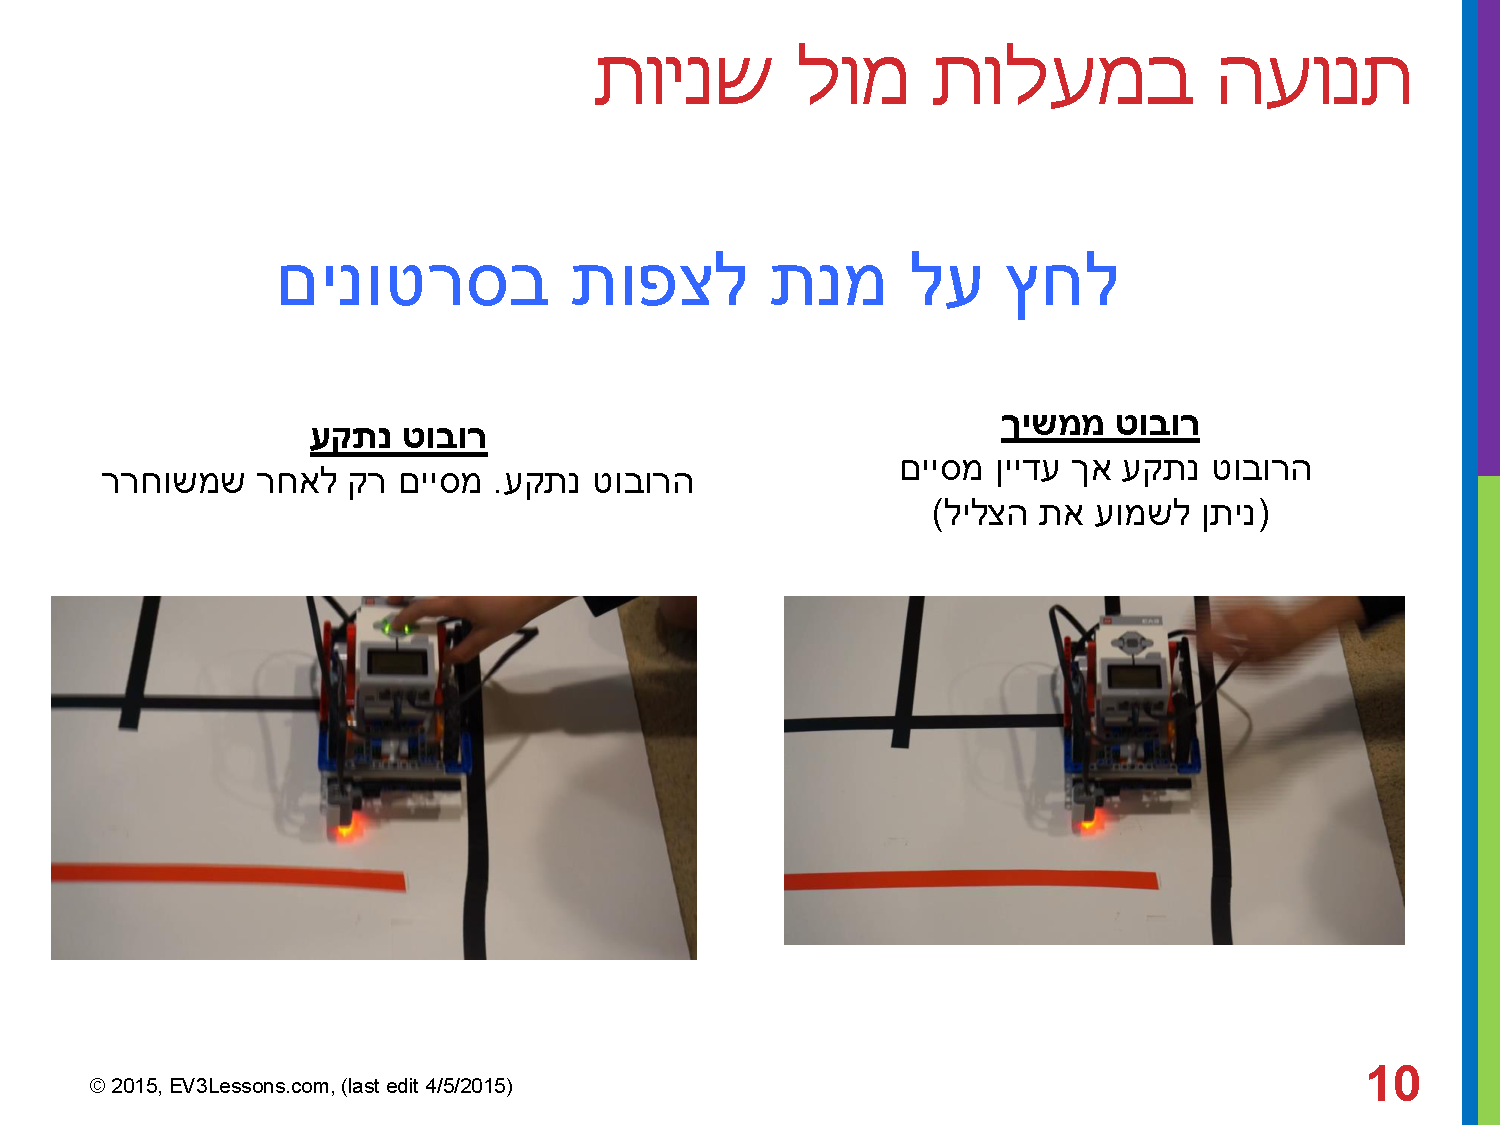 תנועה במעלות מול שניות
לחץ על מנת לצפות בסרטונים
רובוט ממשיך
הרובוט נתקע אך עדיין מסיים
(ניתן לשמוע את הצליל)
רובוט נתקע
הרובוט נתקע. מסיים רק לאחר שמשוחרר
© 2015, EV3Lessons.com, (last edit 4/5/2015)
10